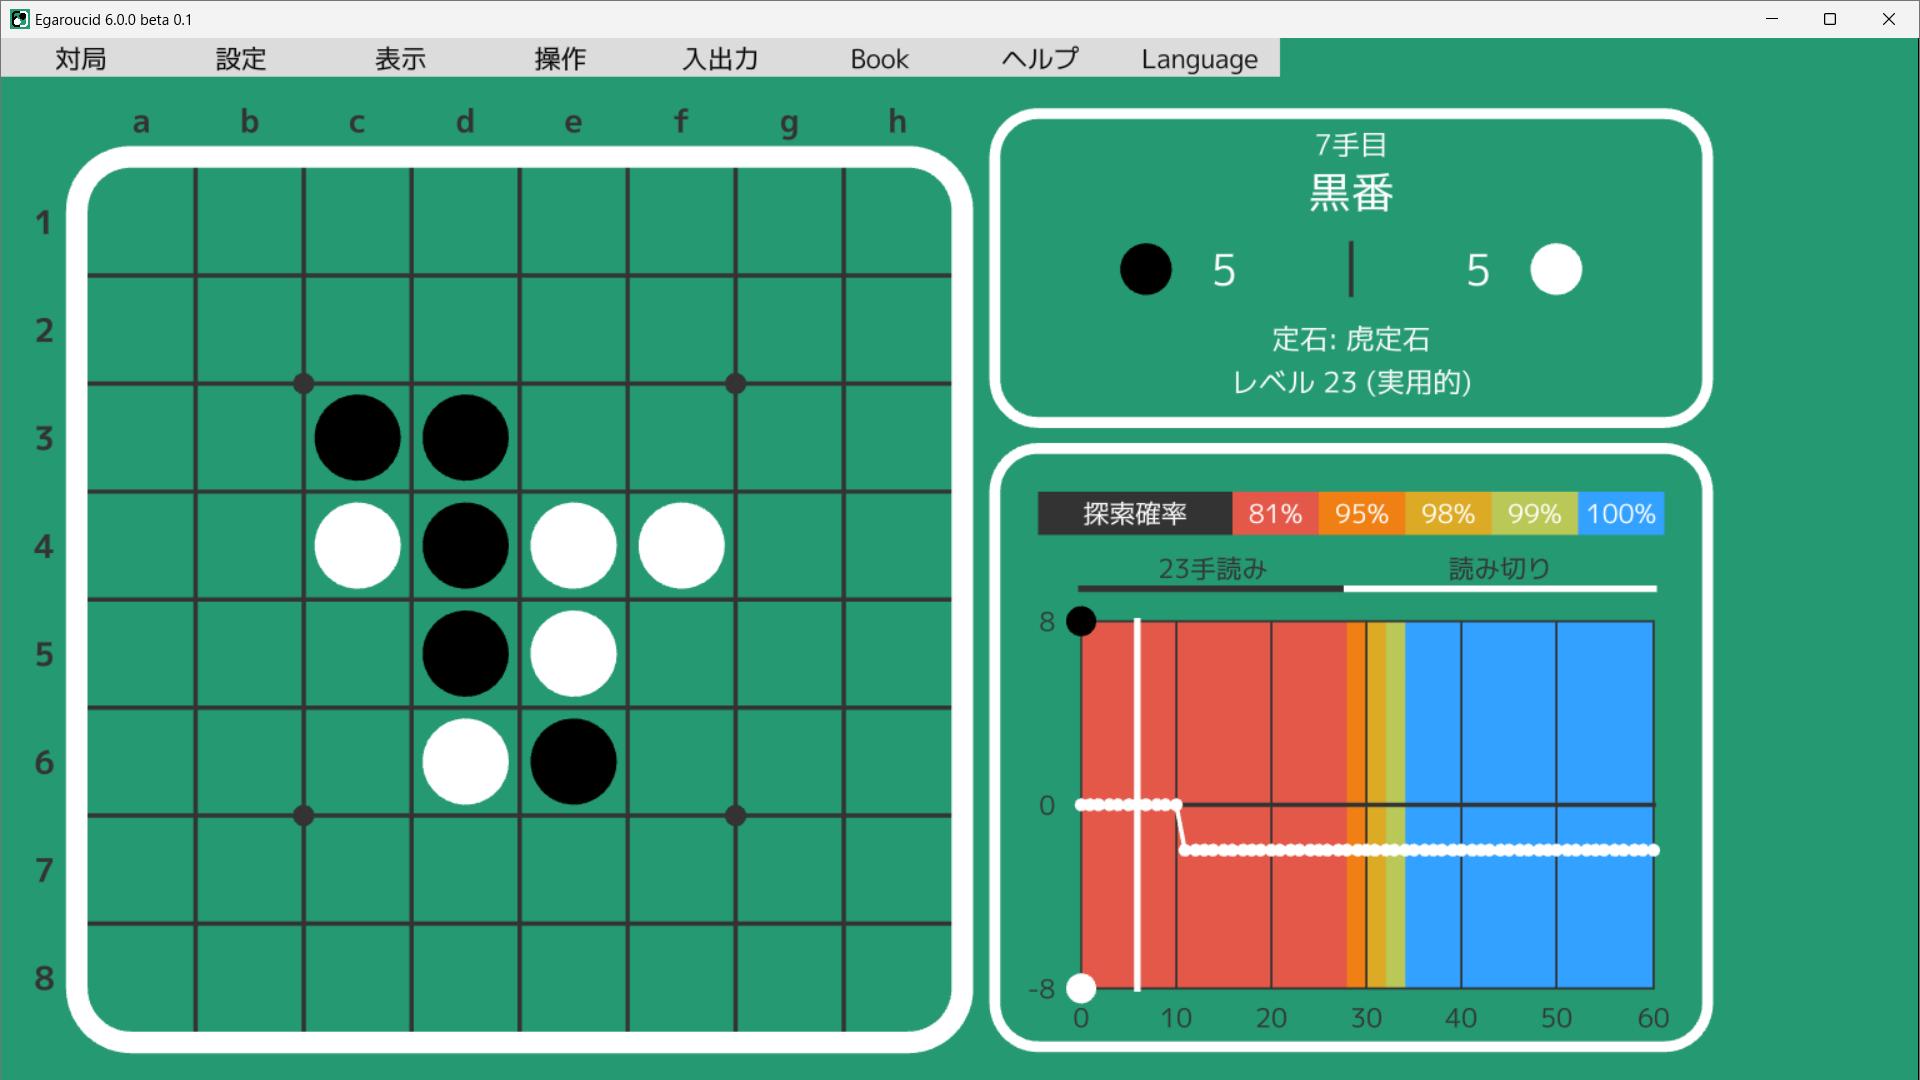 Egaroucid 6.0.0 beta 0.1
対局 設定 表示 操作 入出力 Book ヘルプ Language
a b c d e f g h
1
2
3
4
5
6
7
8
7手目
黒番
5 5
定石: 虎定石
レベル 23 (実用的)
探索確率 81% 95% 98% 99% 100%
23手読み 読み切り
8
0
-8
0 10 20 30 40 50 60